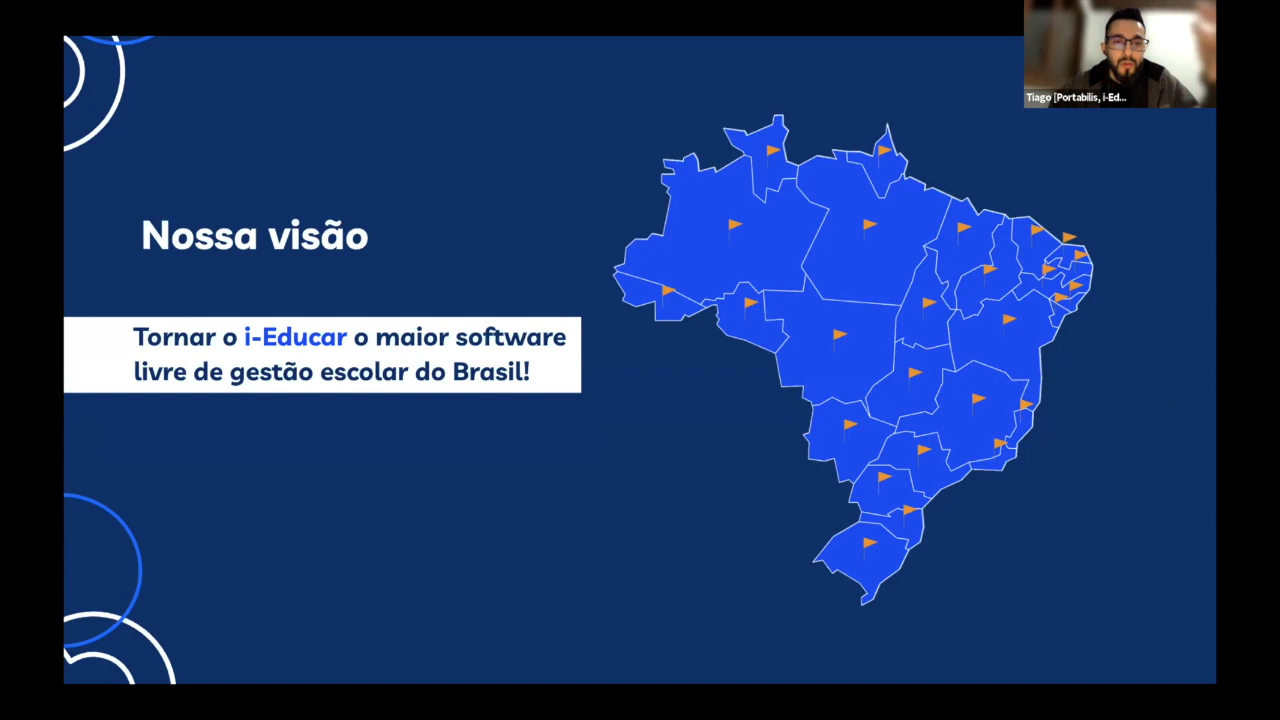 Tiago [Portabilis, i-Ed...
Nossa visão
Tornar o i-Educar o maior software
livre de gestão escolar do Brasil!